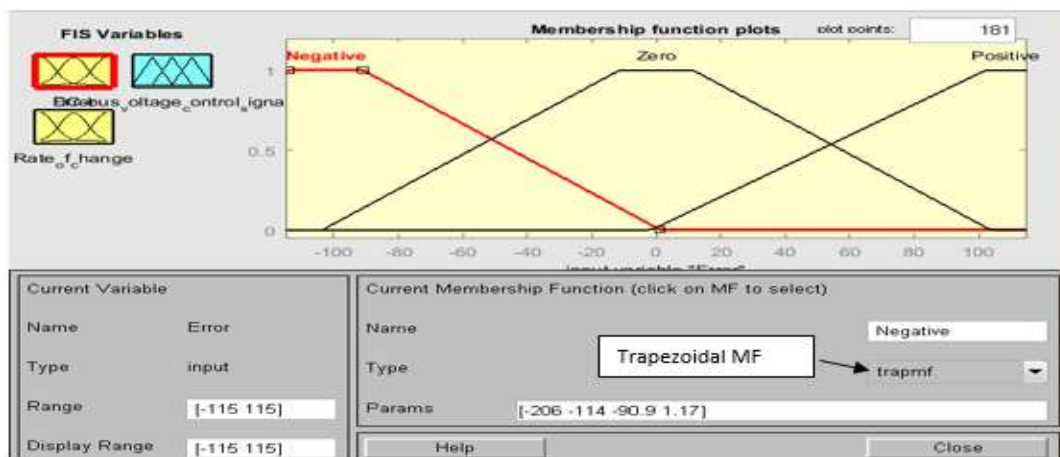 FIS Variables
Membership function plots
plot points:
181
Negative
Zero
Positive
1
0.5
0
-100
-80
-60
-40
-20
0
20
40
60
80
100
Rate_of_change
input variable "Error"
Current Variable
Name
Error
Type
input
Range
[-115 115]
Display Range
[-115 115]
Current Membership Function (click on MF to select)
Name
Negative
Type
Trapezoidal MF
trapmf
Params
[-206 -114 -90.9 1.17]
Help
Close